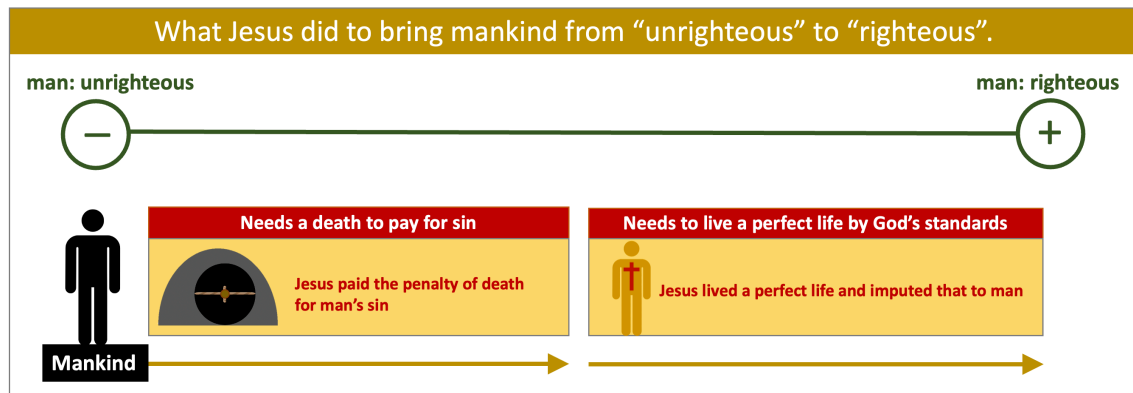 What Jesus did to bring mankind from “unrighteous” to “righteous”.
man: unrighteous
man: righteous
–
+
Needs a death to pay for sin
Jesus paid the penalty of death
for man’s sin
Needs to live a perfect life by God’s standards
Jesus lived a perfect life and imputed that to man
Mankind